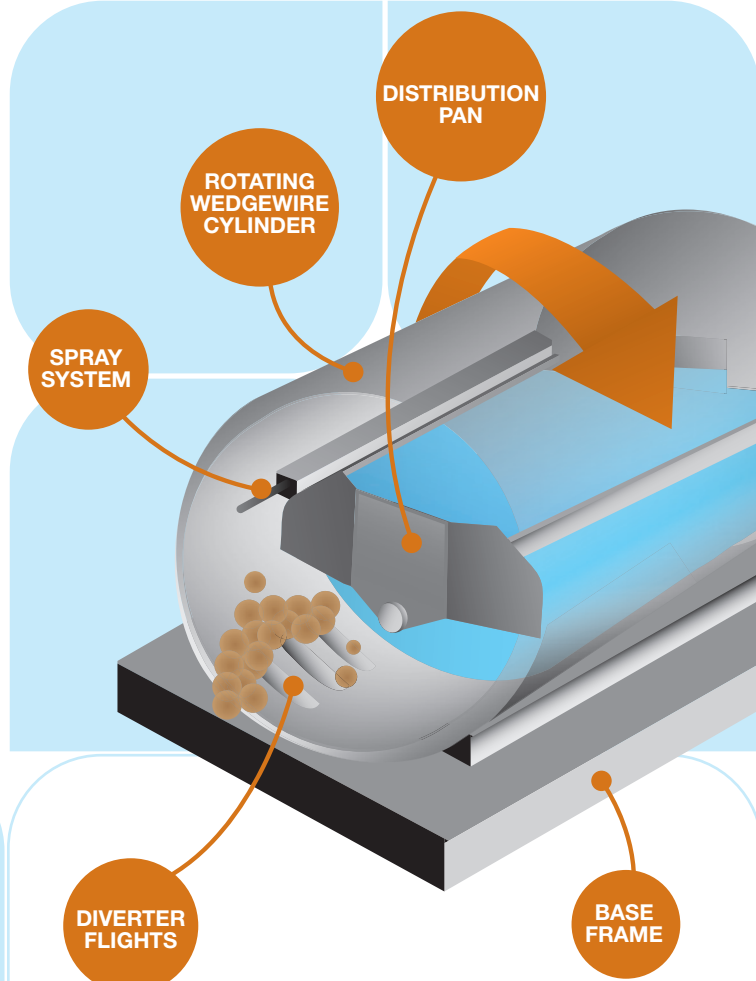 DISTRIBUTION
PAN
ROTATING
WEDGEWIRE
CYLINDER
SPRAY
SYSTEM
DIVERTER
FLIGHTS
BASE
FRAME